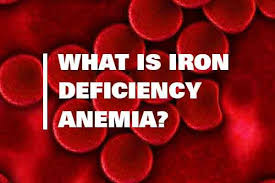 WHAT IS IRON
DEFICIENCY
ANEMIA?